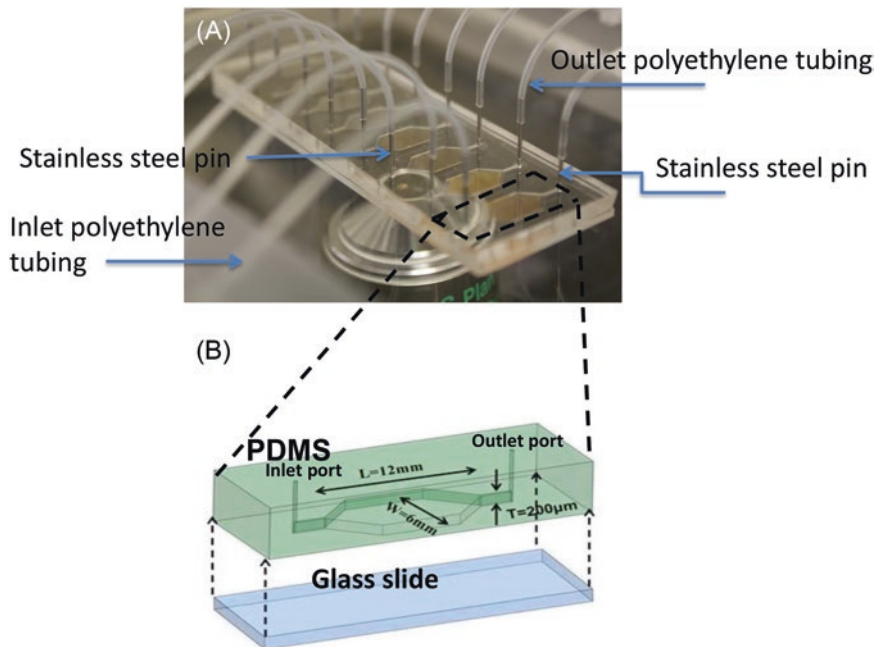 (A)
Outlet polyethylene tubing
Stainless steel pin
Stainless steel pin
Inlet polyethylene
tubing
S Plan
(B)
PDMS
Inlet port
Outlet port
L=12mm
W=6mm
T=200µm
Glass slide